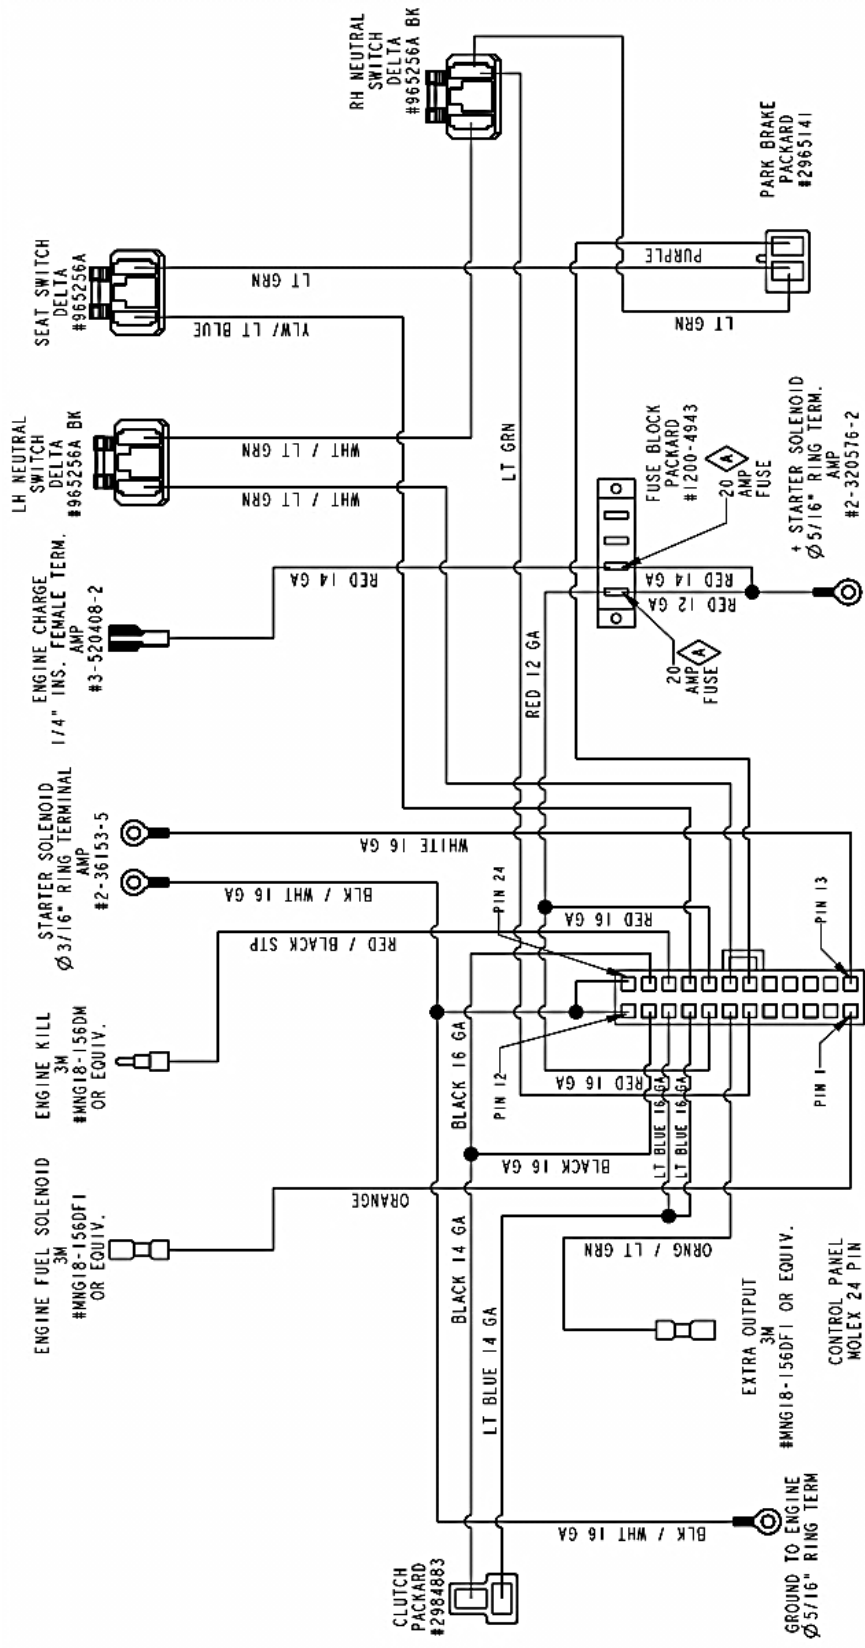 ENGINE FUEL SOLENOID
3M
#MNG18-156DF1
OR EQUIV.
ENGINE KILL
3M
#MNG18-156DM
OR EQUIV.
STARTER SOLENOID
Ø3/16" RING TERMINAL
AMP
#2-36153-5
ENGINE CHARGE
1/4" INS. FEMALE TERM.
AMP
#3-520408-2
LH NEUTRAL
SWITCH
DELTA
#965256A BK
SEAT SWITCH
DELTA
#965256A
RH NEUTRAL
SWITCH
DELTA
#965256A BK
RED / BLACK STP
BLK / WHT 16 GA
WHITE 16 GA
RED 14 GA
WHT / LT GRN
WHT / LT GRN
YLW/ LT BLUE
LT GRN
ORANGE
CLUTCH
PACKARD
#2984883
BLACK 14 GA
BLACK 16 GA
LT BLUE 14 GA
BLACK 16 GA
PIN 12
PIN 24
RED 16 GA
RED 16 GA
RED 12 GA
LT GRN
LT BLUE 16 GA
LT BLUE 16 GA
ORNG / LT GRN
BLK / WHT 16 GA
20
AMP
FUSE
RED 12 GA
RED 14 GA
FUSE BLOCK
PACKARD
#1200-4943
20
AMP
FUSE
A
A
LT GRN
PURPLE
PARK BRAKE
PACKARD
#2965141
GROUND TO ENGINE
Ø5/16" RING TERM
EXTRA OUTPUT
3M
#MNG18-156DF1 OR EQUIV.
PIN 1
PIN 13
CONTROL PANEL
MOLEX 24 PIN
+ STARTER SOLENOID
Ø5/16" RING TERM.
AMP
#2-320576-2